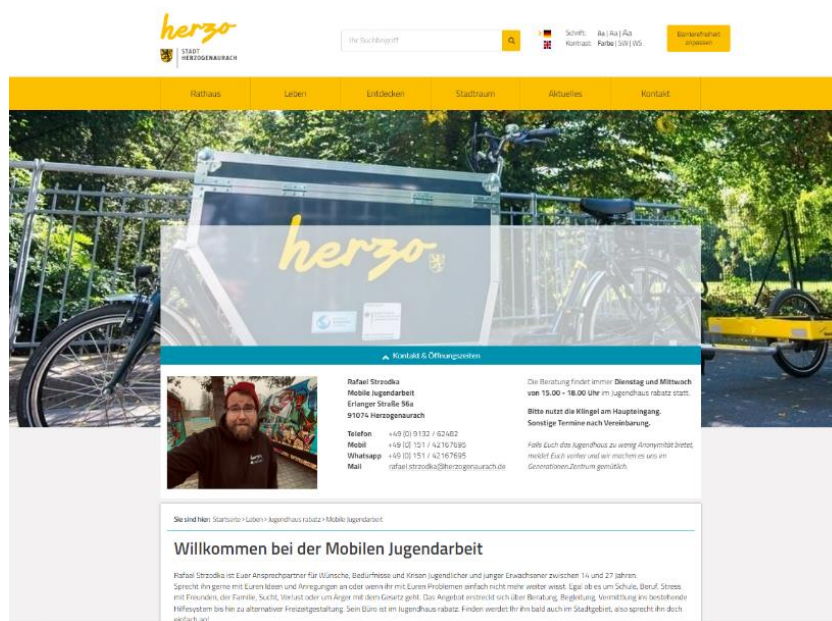 herzo
STADT
HERZOGENAURACH
Ihr Suchbegriff
Schrift: Aa | Aa | Aa
Kontrast: Farbe | SW | WS
Barrierefreiheit
anpassen
Rathaus Leben Entdecken Stadtraum Aktuelles Kontakt
herzo
Kontakt & Öffnungszeiten
Rafael Strzodka
Mobile Jugendarbeit
Erlanger Straße 56a
91074 Herzogenaurach
Telefon +49 (0) 9132 / 62482
Mobil +49 (0) 151 / 42167695
Whatsapp +49 (0) 151 / 42167695
Mail rafael.strzodka@herzogenaurach.de
Die Beratung findet immer Dienstag und Mittwoch
von 15.00 - 18.00 Uhr im Jugendhaus rabatz statt.
Bitte nutzt die Klingel am Haupteingang.
Sonstige Termine nach Vereinbarung.
Falls Euch das Jugendhaus zu wenig Anonymität bietet,
meldet Euch vorher und wir machen es uns im
Generationen.Zentrum gemütlich.
Sie sind hier: Startseite > Leben > Jugendhaus rabatz > Mobile Jugendarbeit
Willkommen bei der Mobilen Jugendarbeit
Rafael Strzodka ist Euer Ansprechpartner für Wünsche, Bedürfnisse und Krisen Jugendlicher und junger Erwachsener zwischen 14 und 27 Jahren.
Sprecht ihn gerne mit Euren Ideen und Anregungen an oder wenn ihr mit Euren Problemen einfach nicht mehr weiter wisst. Egal ob es um Schule, Beruf, Stress
mit Freunden, der Familie, Sucht, Verlust oder um Ärger mit dem Gesetz geht. Das Angebot erstreckt sich über Beratung, Begleitung, Vermittlung ins bestehende
Hilfesystem bis hin zu alternativer Freizeitgestaltung. Sein Büro ist im Jugendhaus rabatz. Finden werdet Ihr ihn bald auch im Stadtgebiet, also sprecht ihn doch
einfach an!